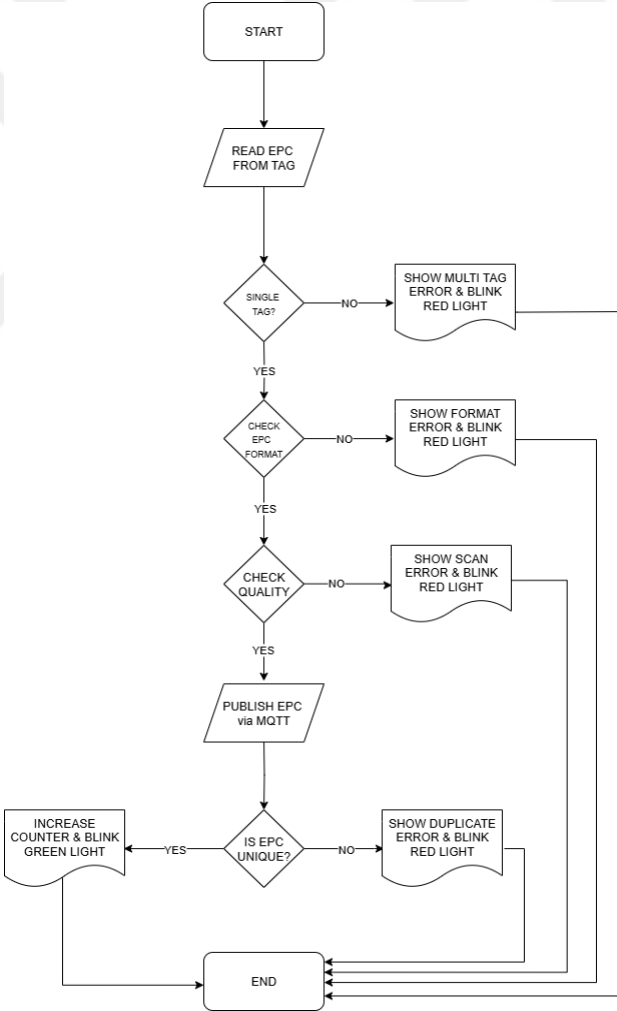 START
READ EPC
FROM TAG
SINGLE
TAG?
NO
SHOW MULTI TAG
ERROR & BLINK
RED LIGHT
YES
CHECK
EPC
FORMAT
NO
SHOW FORMAT
ERROR & BLINK
RED LIGHT
YES
CHECK
QUALITY
NO
SHOW SCAN
ERROR & BLINK
RED LIGHT
YES
PUBLISH EPC
via MQTT
INCREASE
COUNTER & BLINK
GREEN LIGHT
YES
IS EPC
UNIQUE?
NO
SHOW DUPLICATE
ERROR & BLINK
RED LIGHT
END